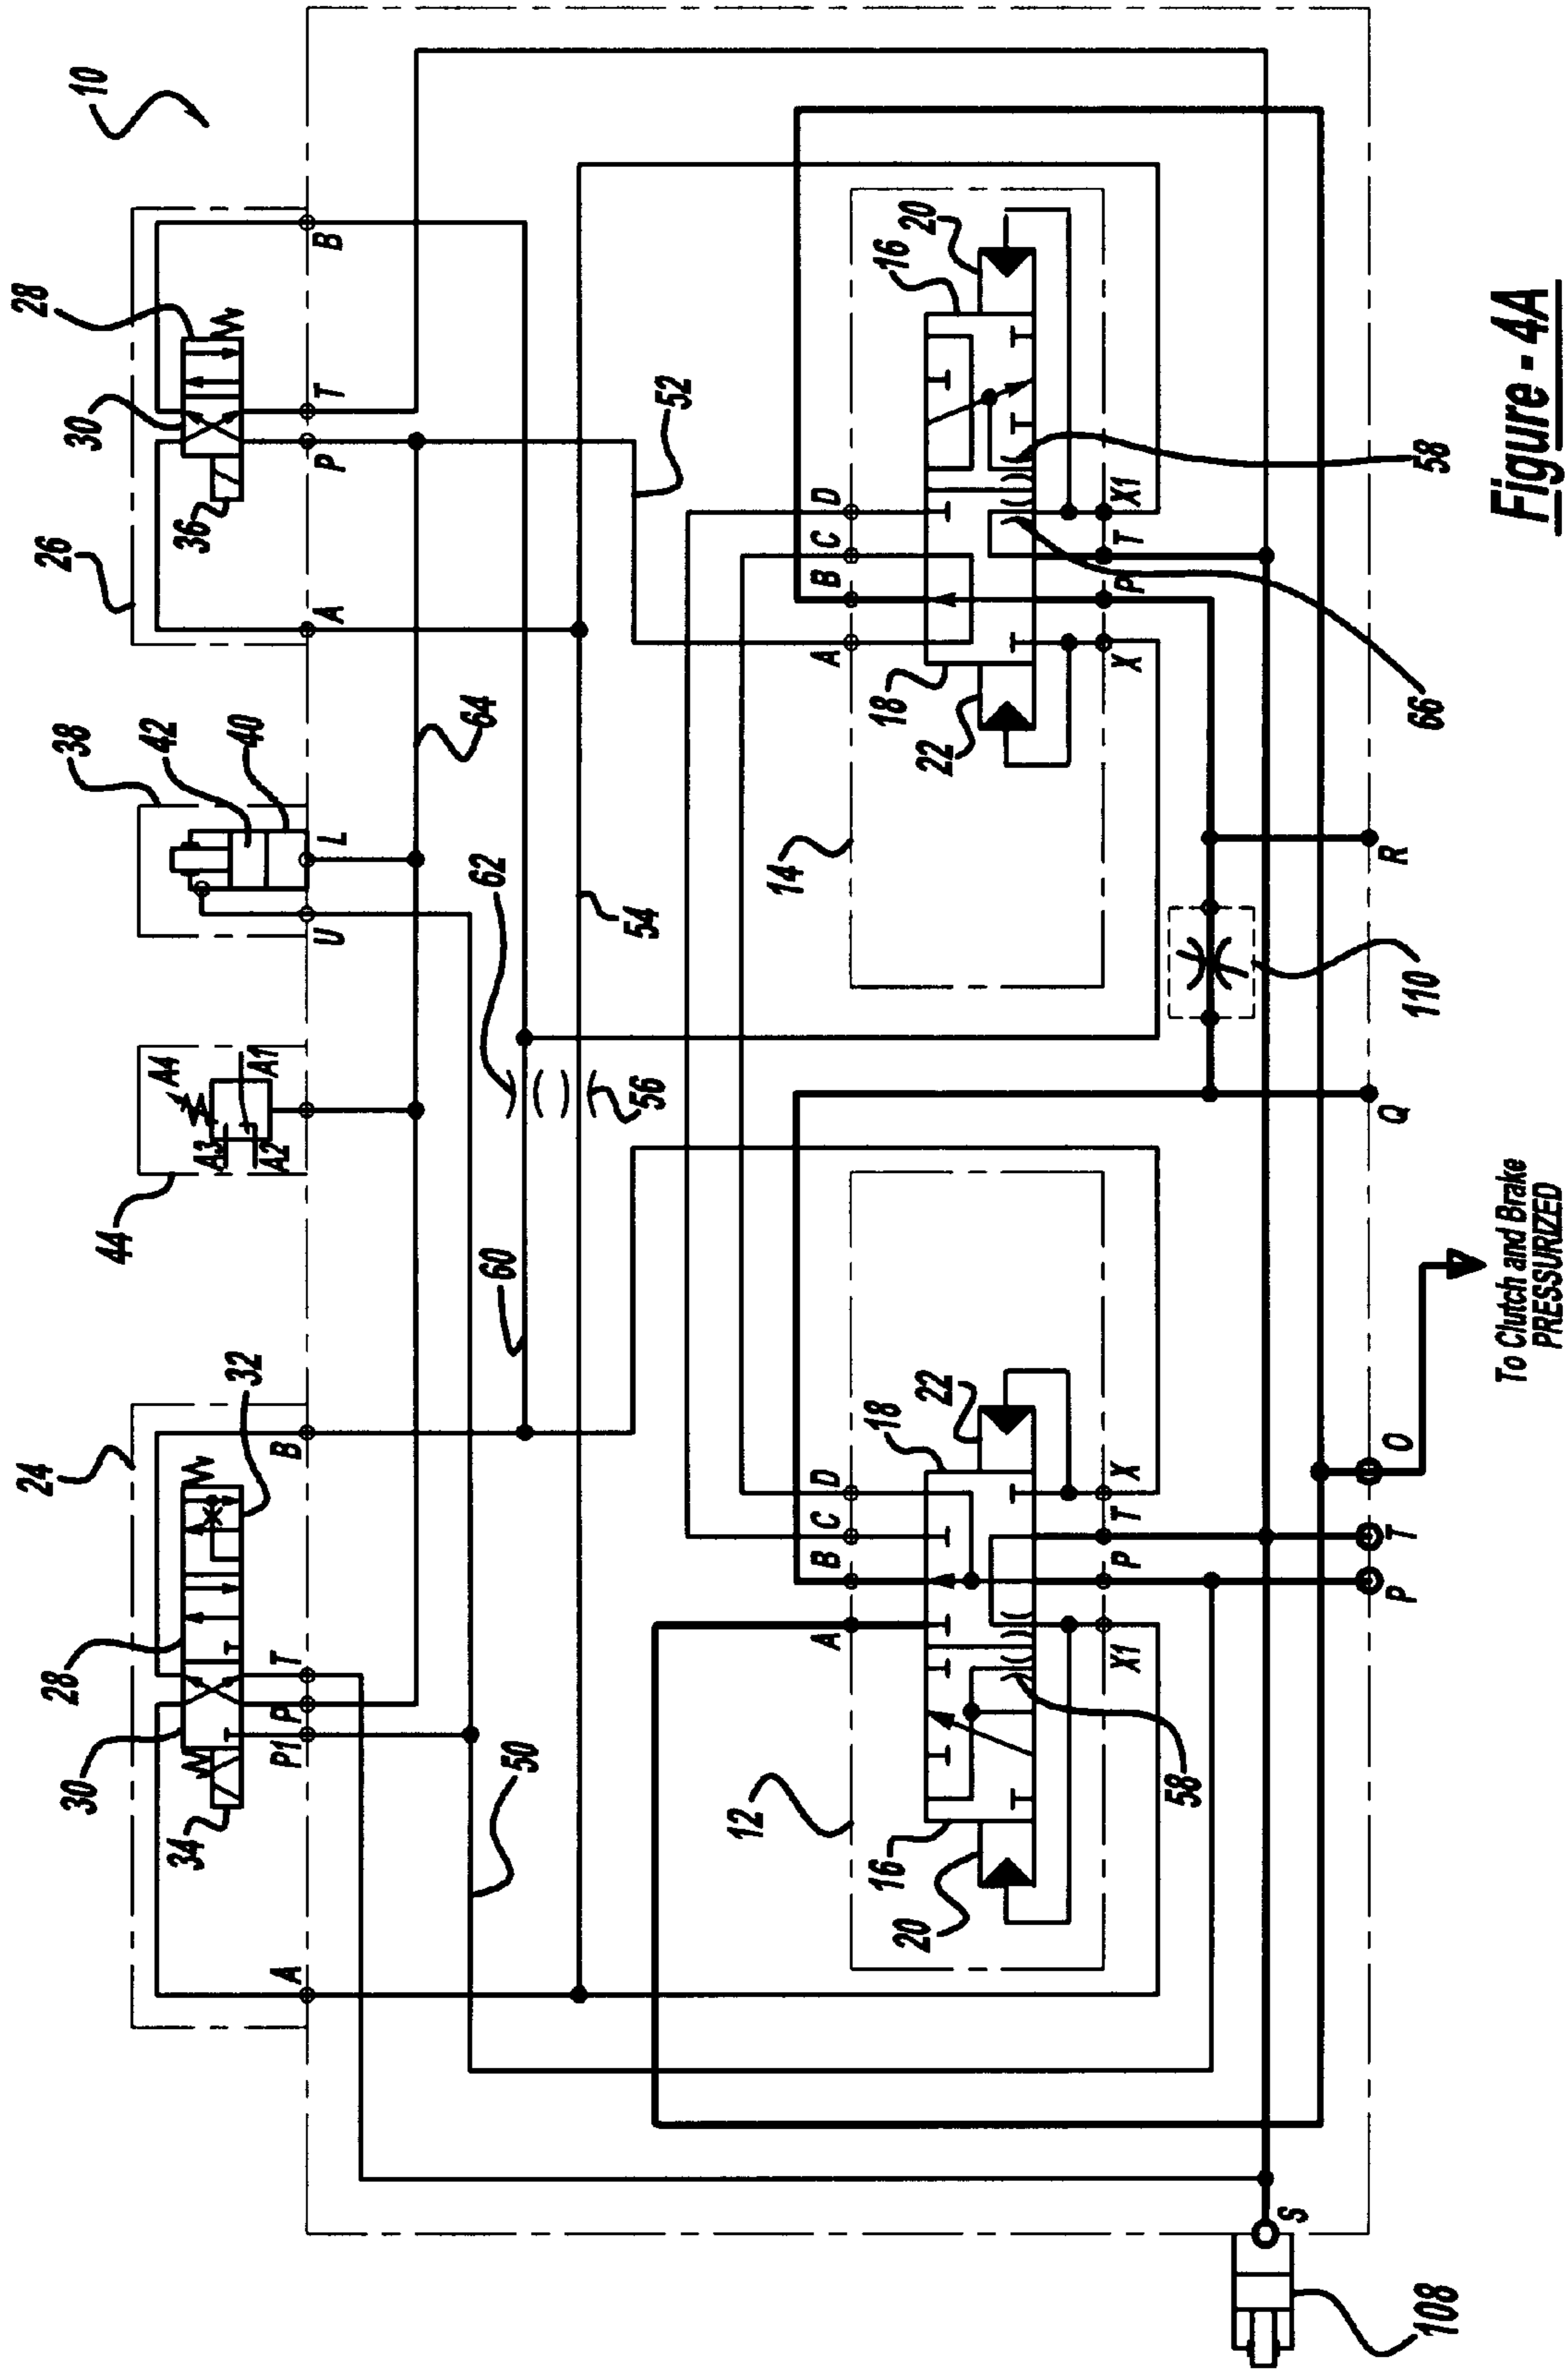 10
28
30
26
36
B
T
P
A
38
42
40
L
U
64
44
A4
A1
A3
A2
24
32
28
30
34
B
T
P
P1
A
52
54
62
56
60
50
14
16
20
18
22
22
D
C
B
A
X1
T
P
X
58
66
110
R
Q
12
18
22
16
20
D
C
B
A
X
T
P
X1
58
O
T
P
S
108
To Clutch and Brake
PRESSURIZED
Figure - 4A